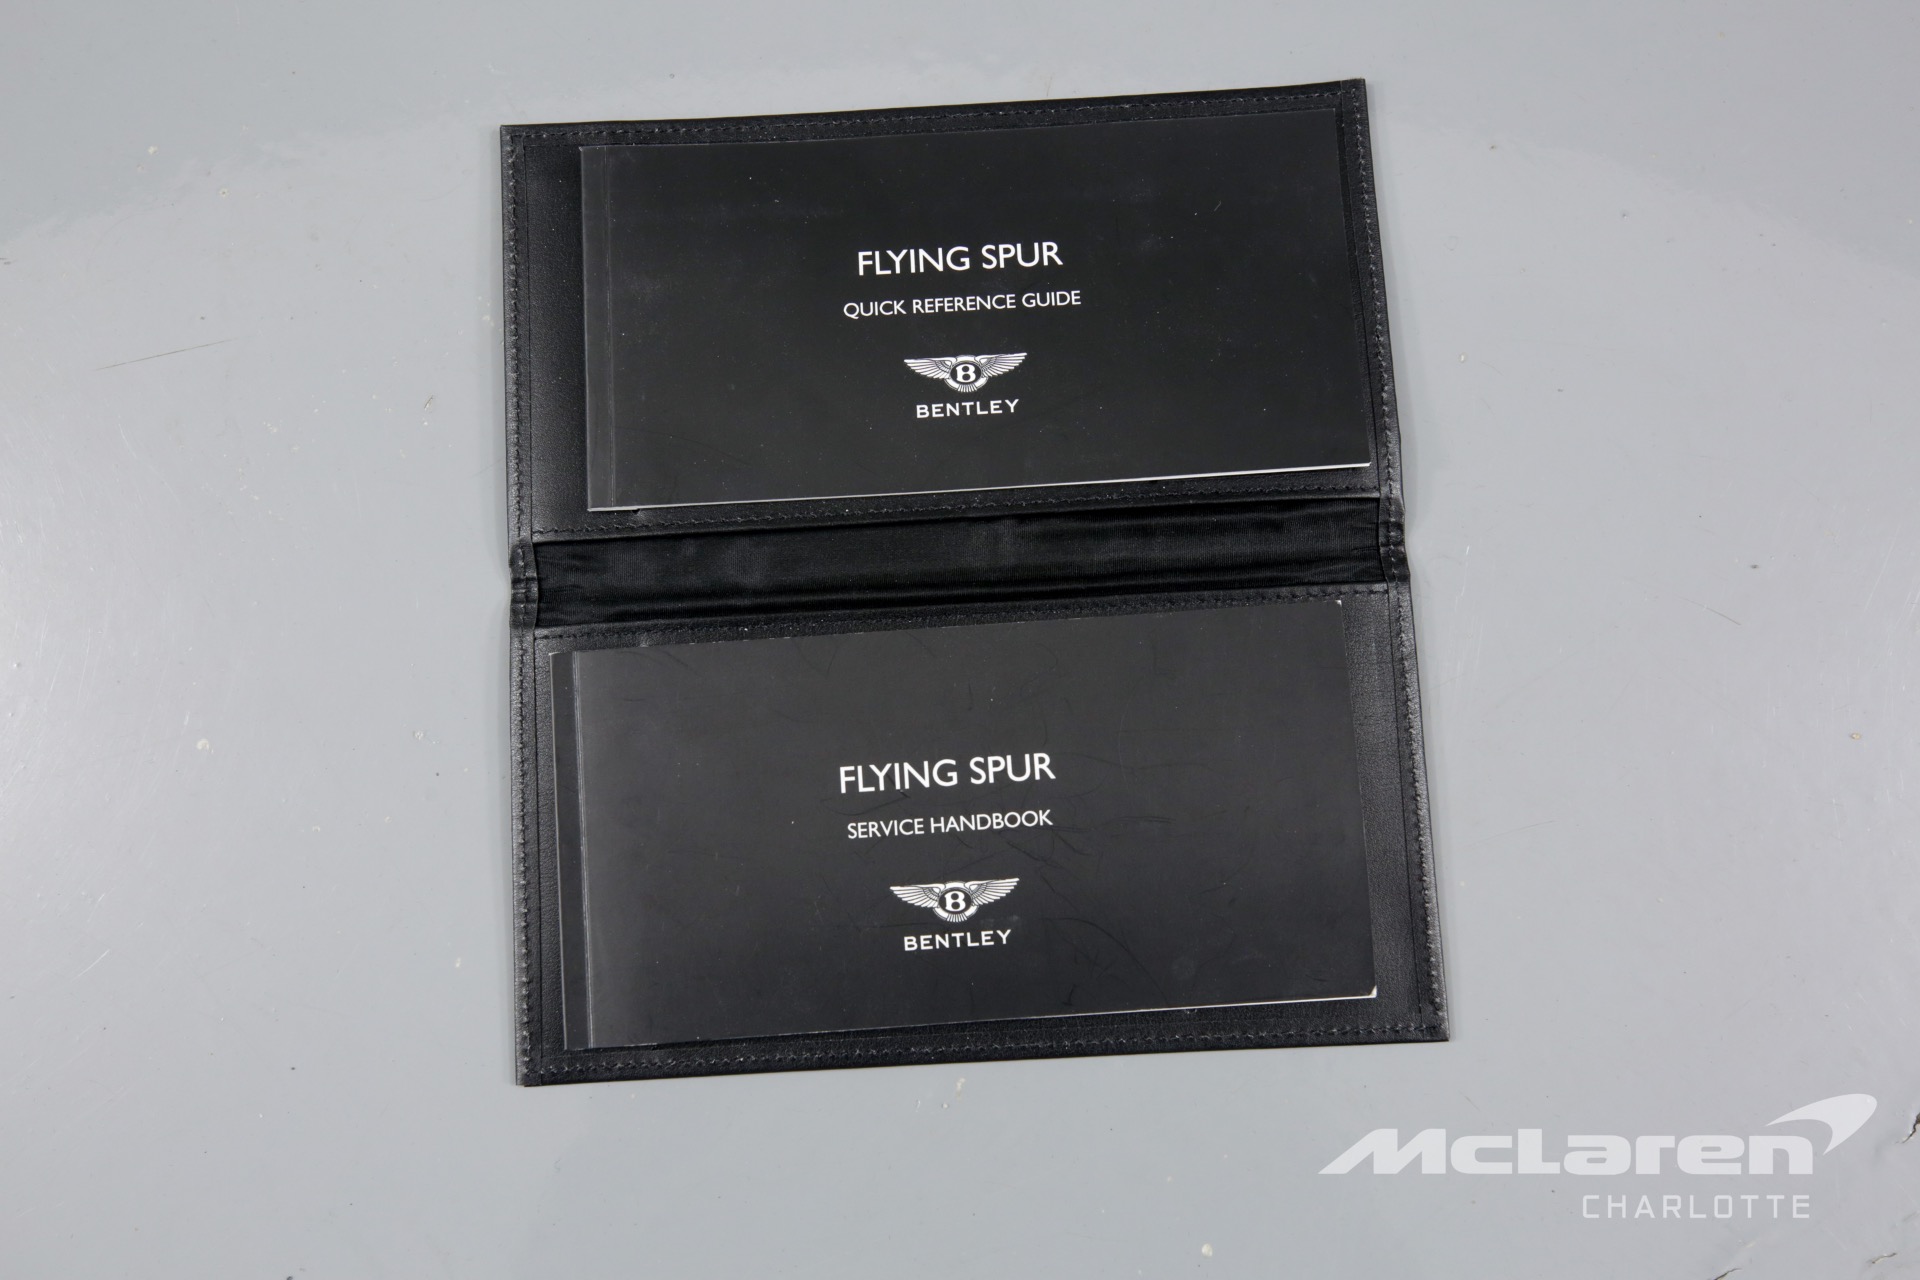 FLYING SPUR
QUICK REFERENCE GUIDE
B
BENTLEY
FLYING SPUR
SERVICE HANDBOOK
B
BENTLEY
McLaren
CHARLOTTE